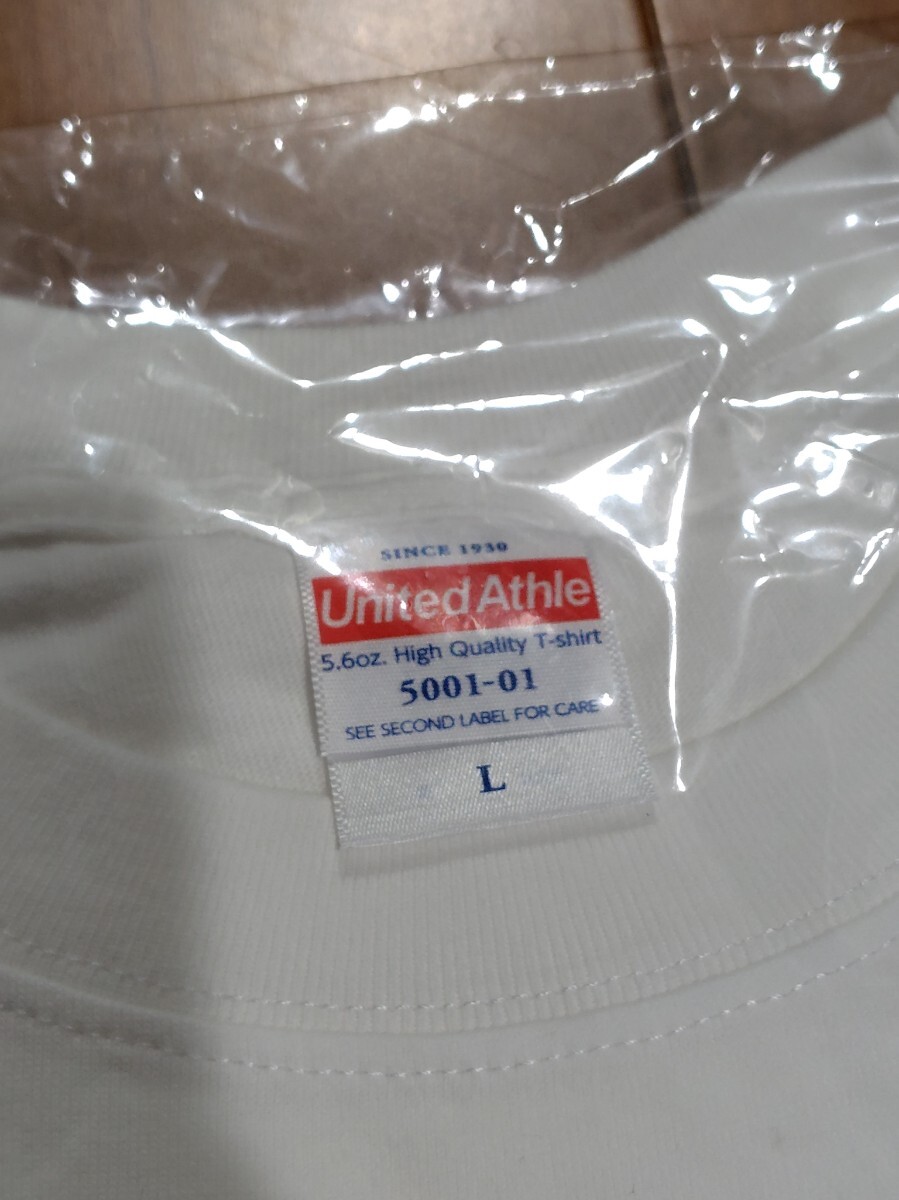 SINCE 1930
United Athle
5.6oz. High Quality T-shirt
5001-01
SEE SECOND LABEL FOR CARE
L